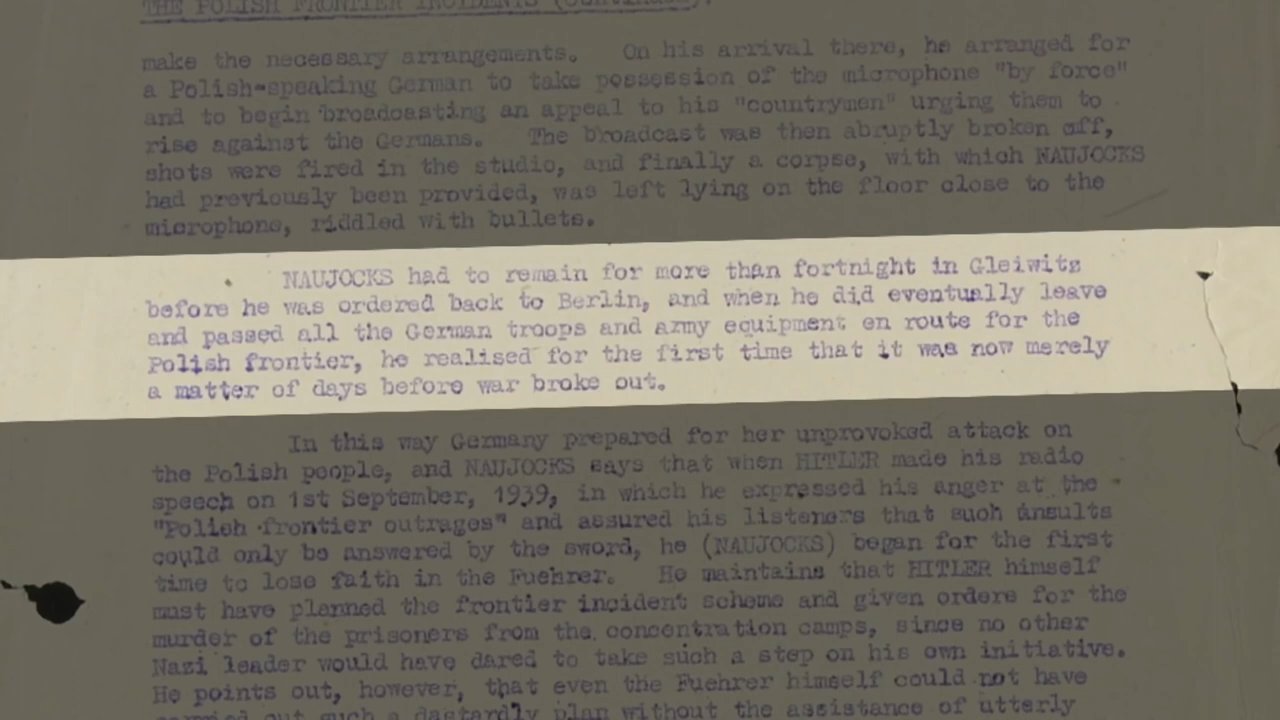 THE POLISH FRONTIER INCIDENTS (Continued).
make the necessary arrangements. On his arrival there, he arranged for
a Polish-speaking German to take possession of the microphone "by force"
and to begin broadcasting an appeal to his "countrymen" urging them to
rise against the Germans. The broadcast was then abruptly broken off,
shots were fired in the studio, and finally a corpse, with which NAUJOCKS
had previously been provided, was left lying on the floor close to the
microphone, riddled with bullets.
NAUJOCKS had to remain for more than fortnight in Gleiwitz
before he was ordered back to Berlin, and when he did eventually leave
and passed all the German troops and army equipment en route for the
Polish frontier, he realised for the first time that it was now merely
a matter of days before war broke out.
In this way Germany prepared for her unprovoked attack on
the Polish people, and NAUJOCKS says that when HITLER made his radio
speech on 1st September, 1939, in which he expressed his anger at the
"Polish frontier outrages" and assured his listeners that such insults
could only be answered by the sword, he (NAUJOCKS) began for the first
time to lose faith in the Fuehrer. He maintains that HITLER himself
must have planned the frontier incident scheme and given orders for the
murder of the prisoners from the concentration camps, since no other
Nazi leader would have dared to take such a step on his own initiative.
He points out, however, that even the Fuehrer himself could not have
carried out such a dastardly plan without the assistance of utterly